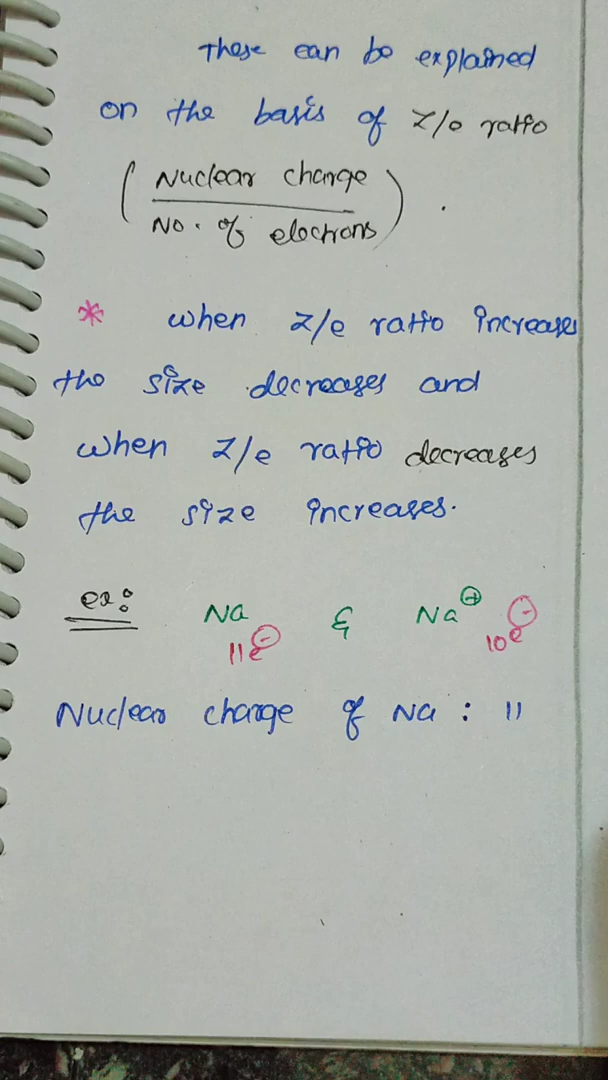 These can be explained
on the basis of Z/e ratio
( Nuclear charge / No. of electrons ) .
* when Z/e ratio increases
the size decreases and
when Z/e ratio decreases
the size increases.
ex: Na 11e⊖ & Na⊕ 10e⊖
Nuclear charge of Na : 11